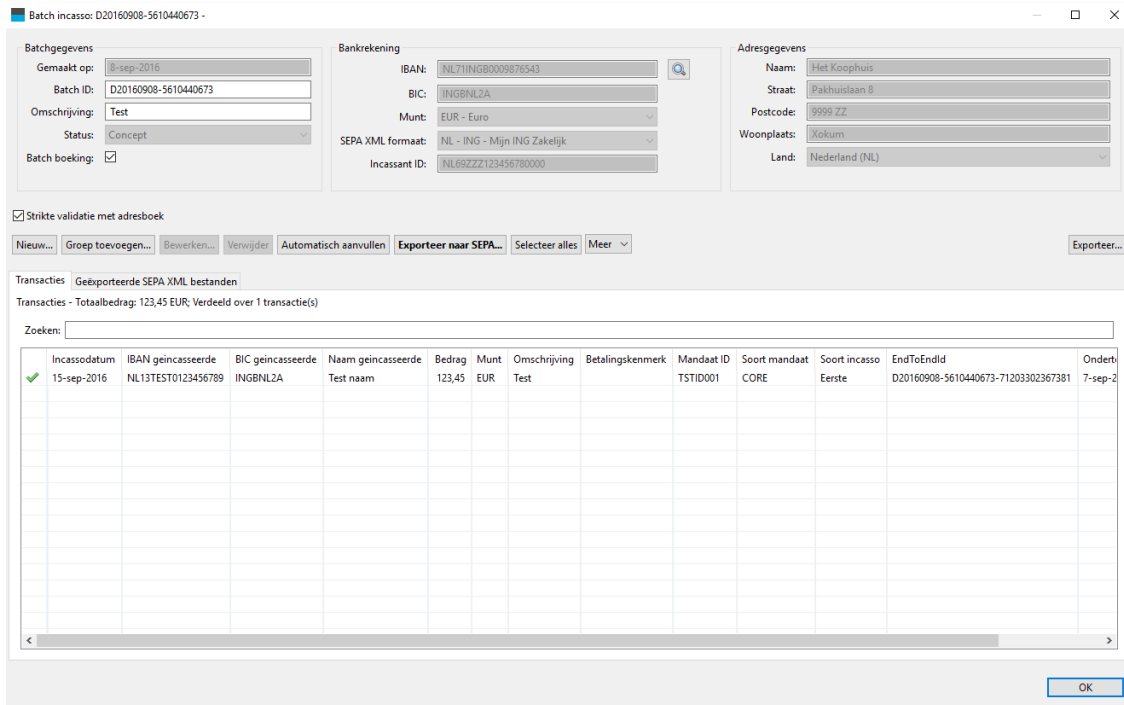 Batch incasso: D20160908-5610440673 -
Batchgegevens
Gemaakt op: 8-sep-2016
Batch ID: D20160908-5610440673
Omschrijving: Test
Status: Concept
Batch boeking:
Bankrekening
IBAN: NL71INGB0009876543
BIC: INGBNL2A
Munt: EUR - Euro
SEPA XML formaat: NL - ING - Mijn ING Zakelijk
Incassant ID: NL69ZZZ123456780000
Adresgegevens
Naam: Het Koophuis
Straat: Pakhuislaan 8
Postcode: 9999 ZZ
Woonplaats: Xokum
Land: Nederland (NL)
Strikte validatie met adresboek
Nieuw... Groep toevoegen... Bewerken... Verwijder Automatisch aanvullen Exporteer naar SEPA... Selecteer alles Meer Exporteer...
Transacties Geëxporteerde SEPA XML bestanden
Transacties - Totaalbedrag: 123,45 EUR; Verdeeld over 1 transactie(s)
Zoeken:
Incassodatum IBAN geincasseerde BIC geincasseerde Naam geincasseerde Bedrag Munt Omschrijving Betalingskenmerk Mandaat ID Soort mandaat Soort incasso EndToEndId Onderte
15-sep-2016 NL13TEST0123456789 INGBNL2A Test naam 123,45 EUR Test TSTID001 CORE Eerste D20160908-5610440673-71203302367381 7-sep-2
OK